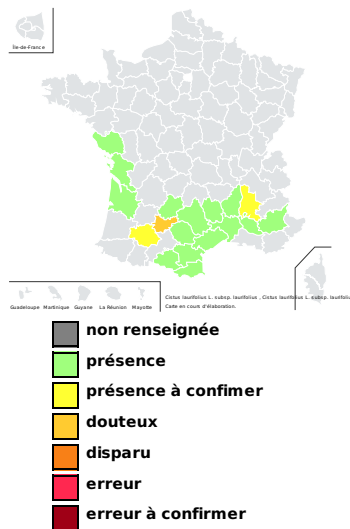 Île-de-France
Guadeloupe Martinique Guyane La Réunion Mayotte
Cistus laurifolius L. subsp. laurifolius , Cistus laurifolius L. subsp. laurifoliu
Carte en cours d'élaboration.
non renseignée
présence
présence à confimer
douteux
disparu
erreur
erreur à confirmer